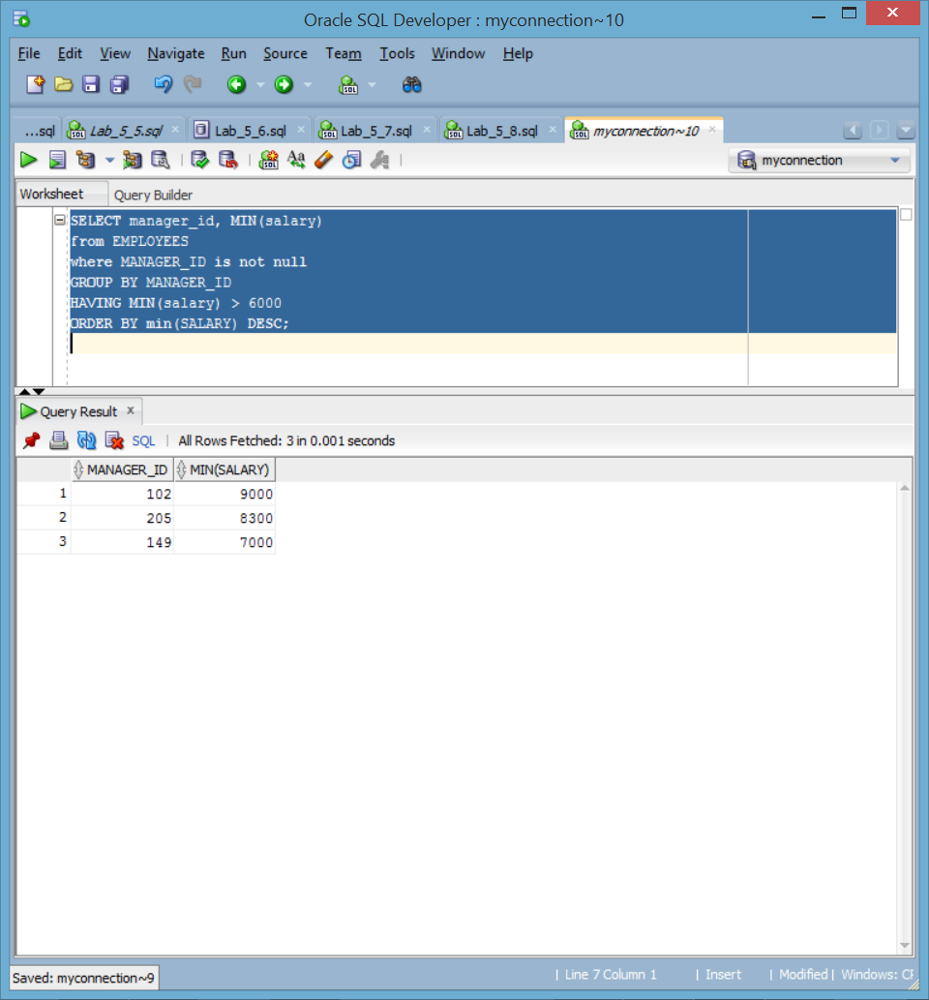 Oracle SQL Developer : myconnection~10
File Edit View Navigate Run Source Team Tools Window Help
...sql Lab_5_5.sql Lab_5_6.sql Lab_5_7.sql Lab_5_8.sql myconnection~10
myconnection
Worksheet Query Builder
SELECT manager_id, MIN(salary)
from EMPLOYEES
where MANAGER_ID is not null
GROUP BY MANAGER_ID
HAVING MIN(salary) > 6000
ORDER BY min(SALARY) DESC;
Query Result x
SQL | All Rows Fetched: 3 in 0.001 seconds
MANAGER_ID MIN(SALARY)
1 102 9000
2 205 8300
3 149 7000
Saved: myconnection~9 | Line 7 Column 1 | Insert | Modified | Windows: